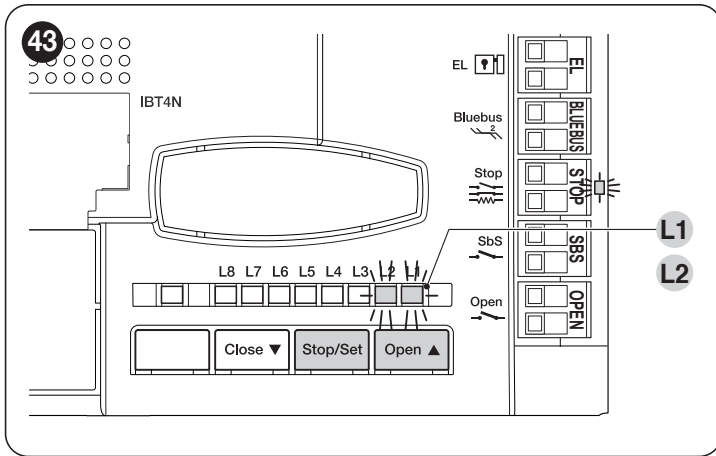 43
IBT4N
EL
EL
Bluebus
2
BLUEBUS
Stop
STOP
L1
SbS
SBS
L2
L8 L7 L6 L5 L4 L3 L2 L1
Open
OPEN
Close ▼ Stop/Set Open ▲